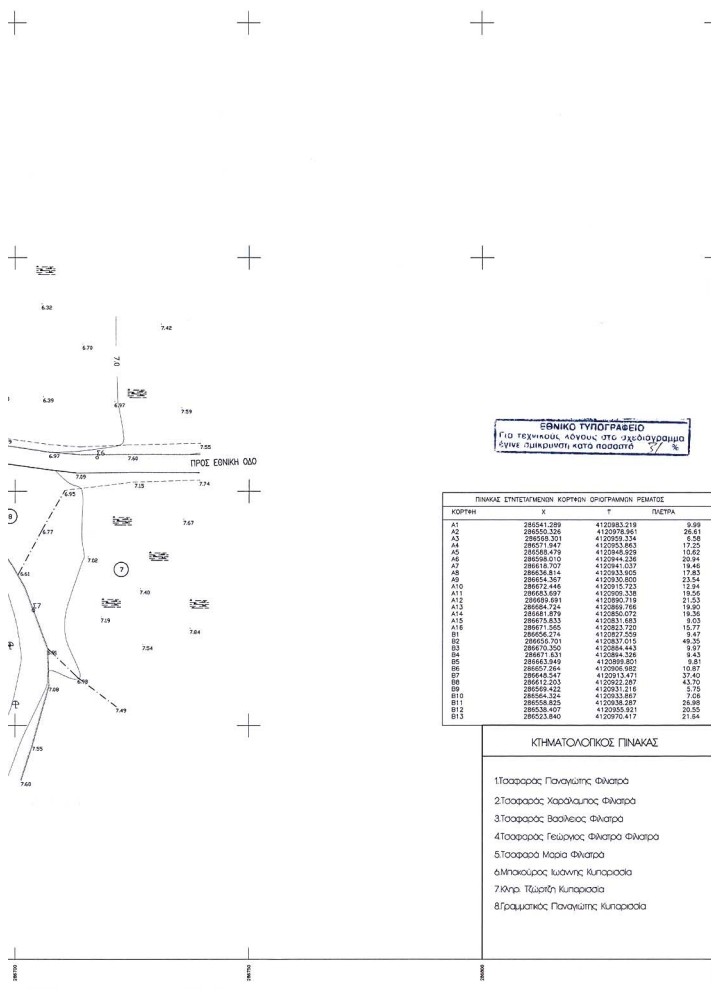 6.32
7.42
6.70
7.0
6.39
6.97
7.59
7.55
6.97
7.60
ΠΡΟΣ ΕΘΝΙΚΗ ΟΔΟ
7.09
7.15
7.74
6.95
8
6.77
7.67
7.02
7
6.61
7.40
7.19
7.84
7.54
7.08
6.98
7.49
7.55
7.60
ΕΘΝΙΚΟ ΤΥΠΟΓΡΑΦΕΙΟ
Για τεχνικούς λόγους στο σχεδιάγραμμα
έγινε σμίκρυνση κατά ποσοστό 31 %
ΠΙΝΑΚΑΣ ΣΤΝΤΕΤΑΓΜΕΝΩΝ ΚΟΡΤΦΩΝ ΟΡΙΟΓΡΑΜΜΩΝ ΡΕΜΑΤΟΣ
ΚΟΡΤΦΗ Χ Τ ΠΛΕΤΡΑ
A1 286541.289 4120983.219 9.99
A2 286550.326 4120978.961 26.61
A3 286568.301 4120959.334 6.58
A4 286571.947 4120953.863 17.25
A5 286588.479 4120948.929 10.62
A6 286598.010 4120944.236 20.94
A7 286618.707 4120941.037 19.46
A8 286636.814 4120933.905 17.83
A9 286654.367 4120930.800 23.54
A10 286672.446 4120915.723 12.94
A11 286683.697 4120909.338 19.56
A12 286689.691 4120890.719 21.53
A13 286684.724 4120869.766 19.90
A14 286681.879 4120850.072 19.36
A15 286675.833 4120831.683 9.03
A16 286671.565 4120823.720 15.77
B1 286656.274 4120827.559 9.47
B2 286656.701 4120837.015 49.35
B3 286670.350 4120884.443 9.97
B4 286671.631 4120894.326 9.43
B5 286663.949 4120899.801 9.81
B6 286657.264 4120906.982 10.87
B7 286648.547 4120913.471 37.40
B8 286612.203 4120922.287 43.70
B9 286569.422 4120931.216 5.75
B10 286564.324 4120933.867 7.06
B11 286558.825 4120938.287 26.98
B12 286538.407 4120955.921 20.55
B13 286523.840 4120970.417 21.64
ΚΤΗΜΑΤΟΛΟΓΙΚΟΣ ΠΙΝΑΚΑΣ
1.Τσαφαράς Παναγιώτης Φιλιατρά
2.Τσαφαράς Χαράλαμπος Φιλιατρά
3.Τσαφαράς Βασίλειος Φιλιατρά
4.Τσαφαράς Γεώργιος Φιλιατρά Φιλιατρά
5.Τσαφαρά Μαρία Φιλιατρά
6.Μπακούρος Ιωάννης Κυπαρισσία
7.Κληρ. Τζώρτζη Κυπαρισσία
8.Γραμματικός Παναγιώτης Κυπαρισσία
286700
286750
286800